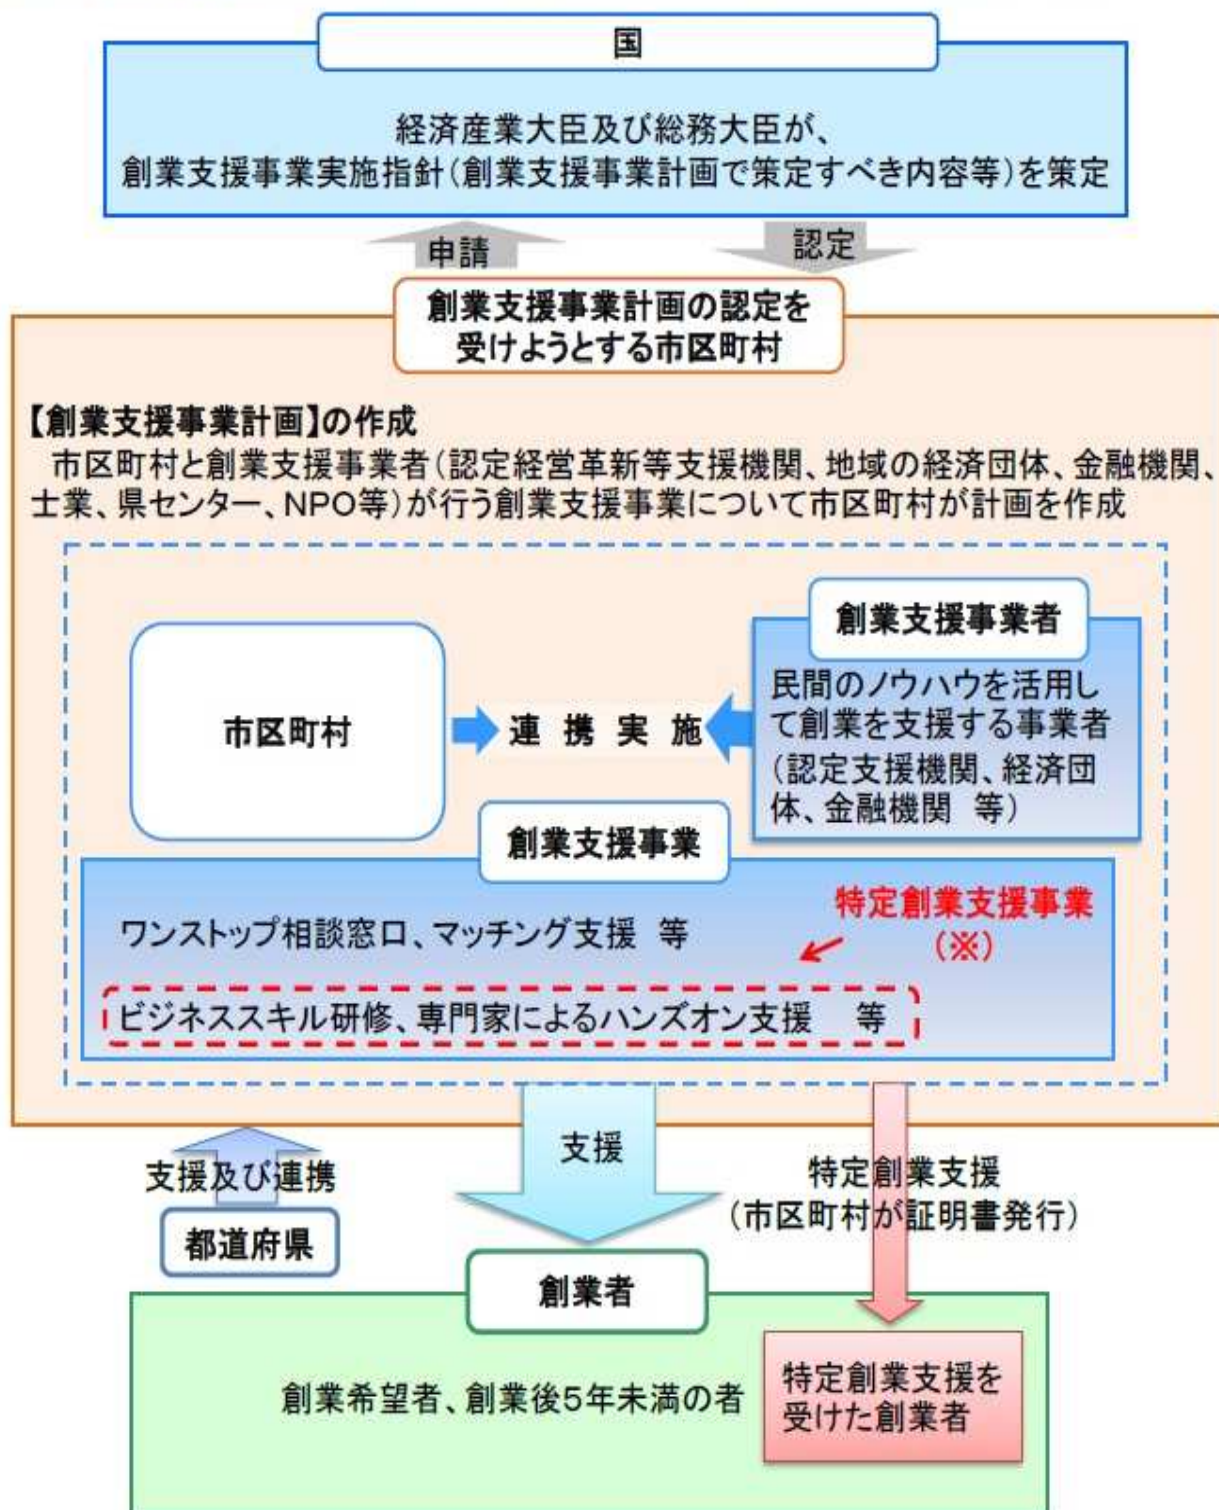 国
経済産業大臣及び総務大臣が、
創業支援事業実施指針(創業支援事業計画で策定すべき内容等)を策定
申請
認定
創業支援事業計画の認定を
受けようとする市区町村
【創業支援事業計画】の作成
市区町村と創業支援事業者(認定経営革新等支援機関、地域の経済団体、金融機関、
士業、県センター、NPO等)が行う創業支援事業について市区町村が計画を作成
市区町村
連携実施
創業支援事業者
民間のノウハウを活用し
て創業を支援する事業者
(認定支援機関、経済団
体、金融機関 等)
創業支援事業
ワンストップ相談窓口、マッチング支援 等
特定創業支援事業
(※)
ビジネススキル研修、専門家によるハンズオン支援 等
支援及び連携
都道府県
支援
特定創業支援
(市区町村が証明書発行)
創業者
創業希望者、創業後5年未満の者
特定創業支援を
受けた創業者